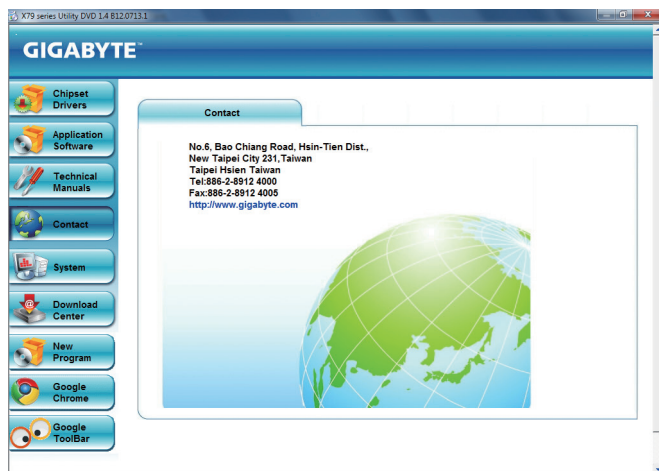 X79 series Utility DVD 1.4 B12.0713.1
GIGABYTE™
Chipset
Drivers
Application
Software
Technical
Manuals
Contact
System
Download
Center
New
Program
Google
Chrome
Google
ToolBar
Contact
No.6, Bao Chiang Road, Hsin-Tien Dist.,
New Taipei City 231,Taiwan
Taipei Hsien Taiwan
Tel:886-2-8912 4000
Fax:886-2-8912 4005
http://www.gigabyte.com